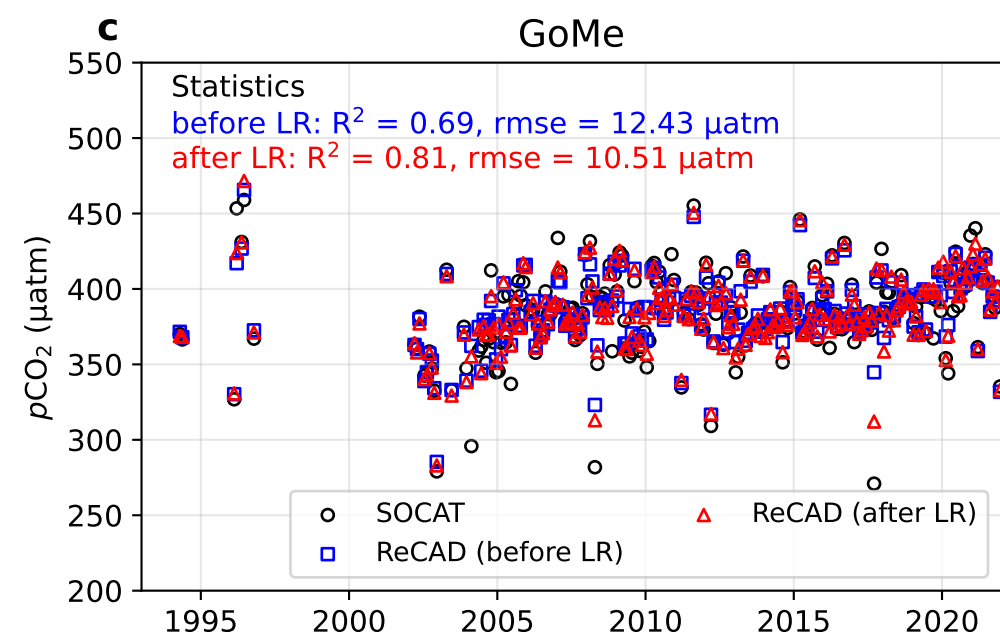 c
GoMe
550
500
450
400
350
300
250
200
pCO₂ (μatm)
Statistics
before LR: R² = 0.69, rmse = 12.43 μatm
after LR: R² = 0.81, rmse = 10.51 μatm
SOCAT
ReCAD (before LR)
ReCAD (after LR)
1995 2000 2005 2010 2015 2020